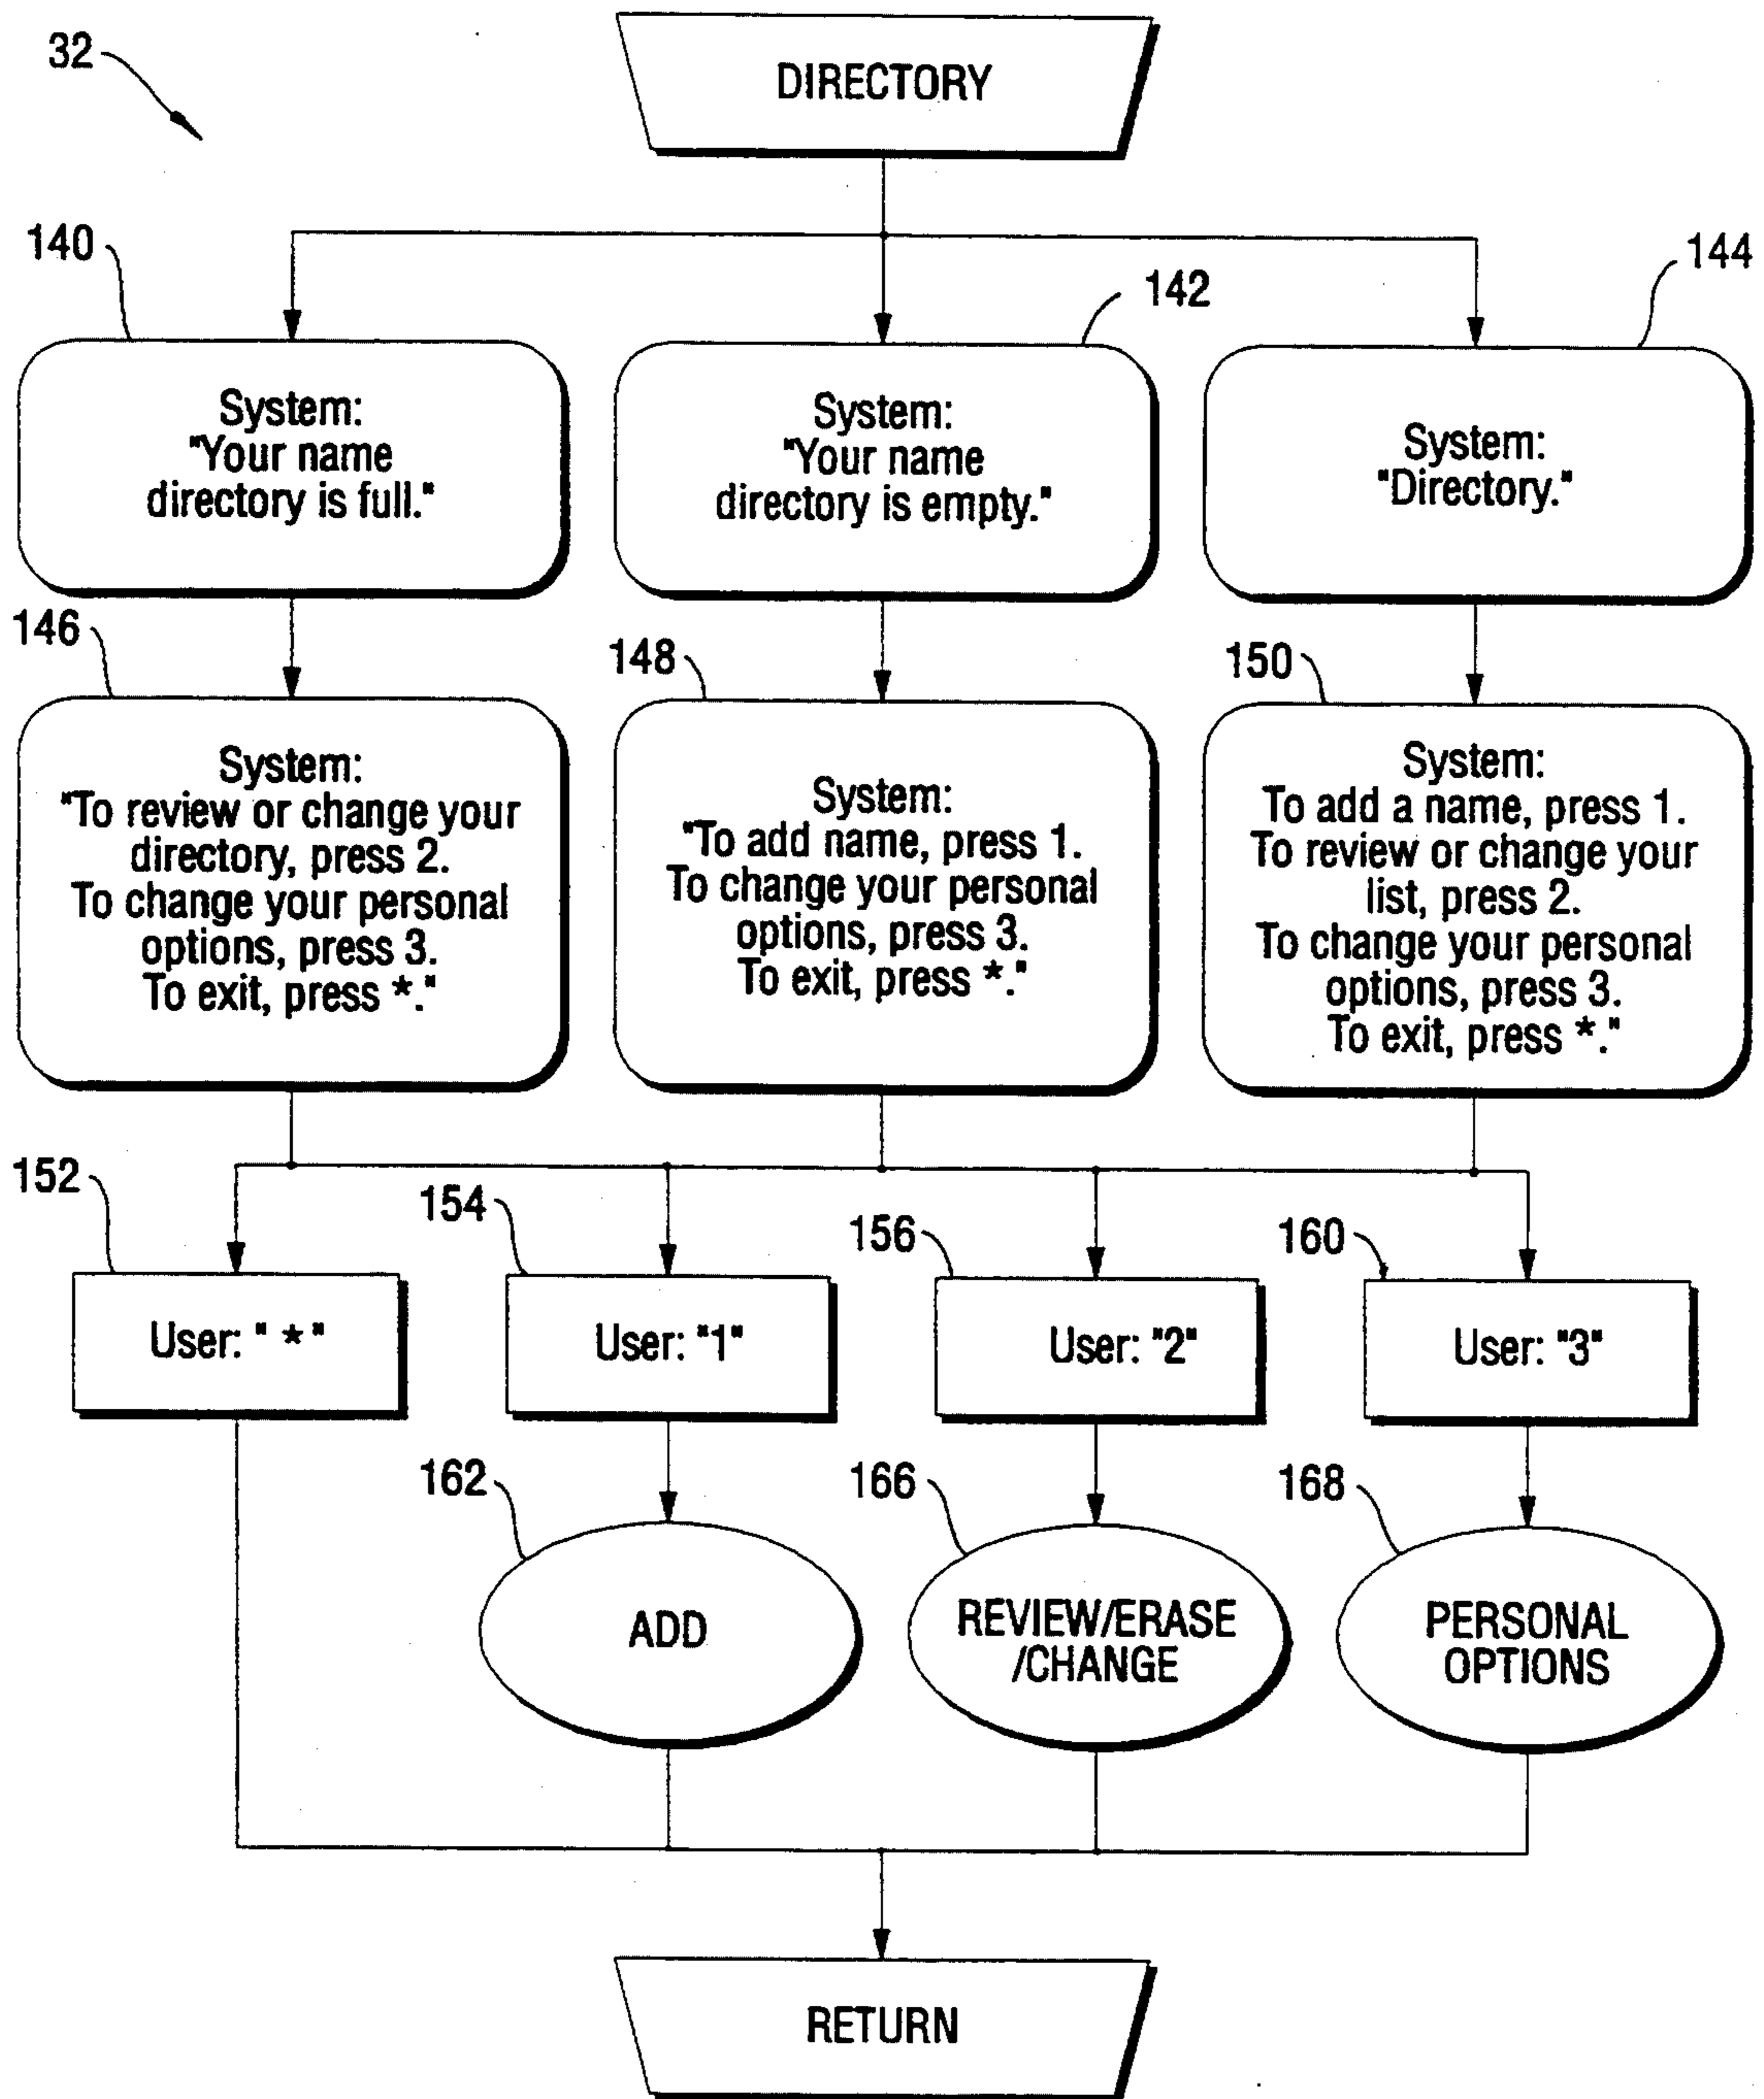 32
DIRECTORY
140
142
144
System:
"Your name
directory is full."
System:
"Your name
directory is empty."
System:
"Directory."
146
148
150
System:
"To review or change your
directory, press 2.
To change your personal
options, press 3.
To exit, press *."
System:
"To add name, press 1.
To change your personal
options, press 3.
To exit, press *."
System:
To add a name, press 1.
To review or change your
list, press 2.
To change your personal
options, press 3.
To exit, press *."
152
154
156
160
User: " * "
User: "1"
User: "2"
User: "3"
162
166
168
ADD
REVIEW/ERASE
/CHANGE
PERSONAL
OPTIONS
RETURN